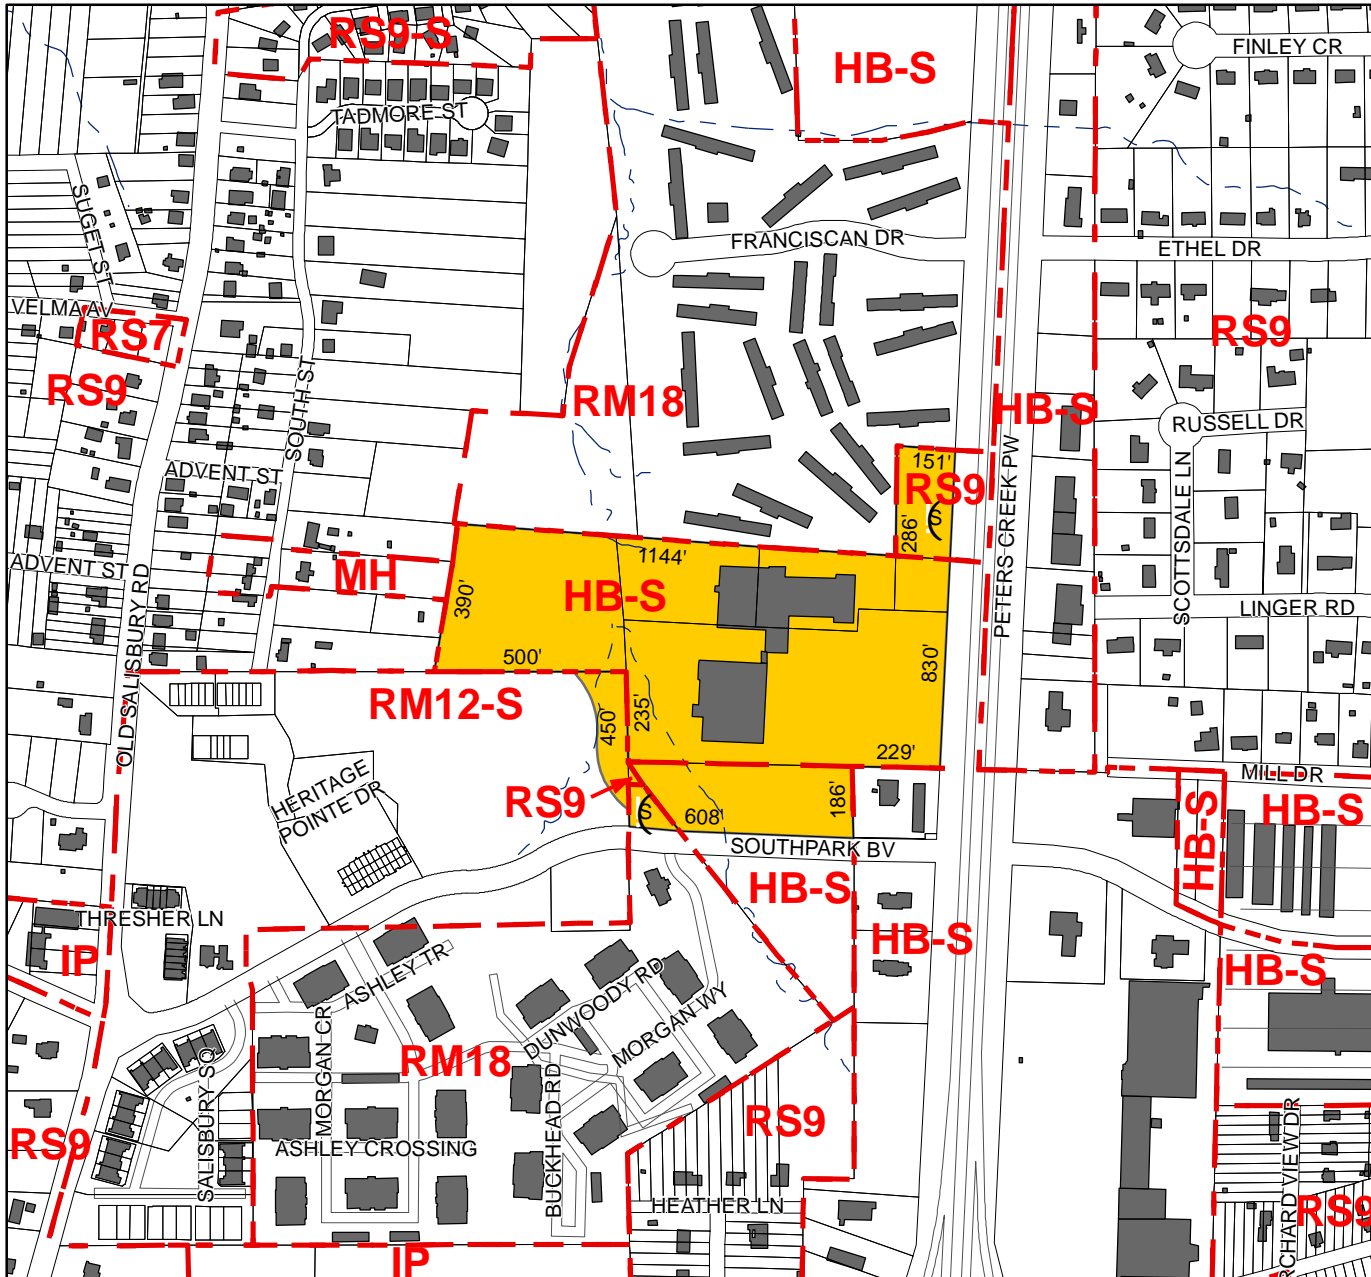 RS9-S
HB-S
FINLEY CR
TADMORE ST
SUGET ST
FRANCISCAN DR
ETHEL DR
VELMA AV
RS7
RS9
RS9
SOUTH ST
RM18
HB-S
RUSSELL DR
ADVENT ST
151'
RS9
286'
S
PETERS CREEK PW
SCOTTSDALE LN
ADVENT ST
MH
1144'
HB-S
390'
LINGER RD
OLD SALISBURY RD
500'
830'
RM12-S
450'
235'
229'
MILL DR
HERITAGE
POINTE DR
RS9
S
608'
186'
HB-S
HB-S
SOUTHPARK BV
HB-S
HB-S
THRESHER LN
IP
HB-S
ASHLEY TR
DUNWOODY RD
MORGAN WY
MORGAN CR
RM18
SALISBURY SQ
BUCKHEAD RD
RS9
RS9
ASHLEY CROSSING
HEATHER LN
RCHARD VIEW DR
RS9
IP